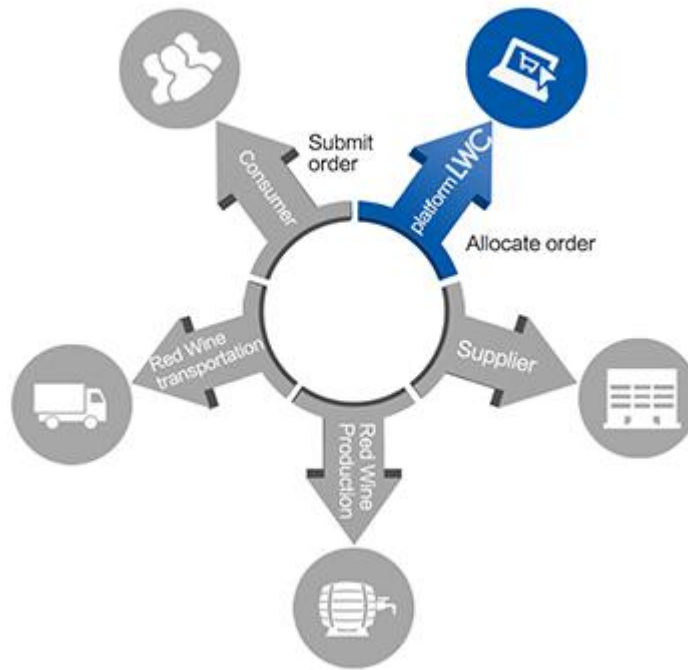 Submit
order
Consumer
platform LWC
Allocate order
Supplier
Red Wine
transportation
Red Wine
Production